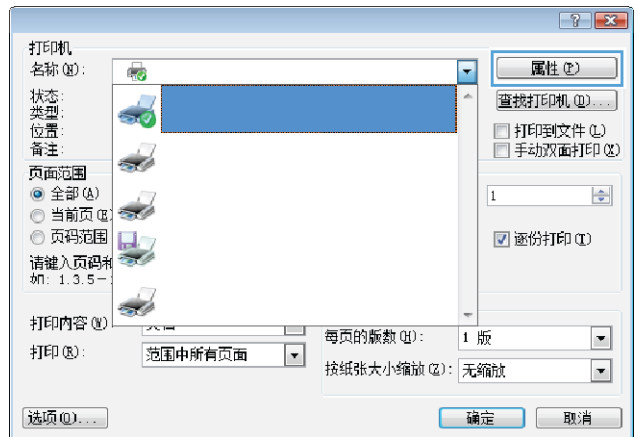 打印机
名称(N):
属性(P)
状态:
查找打印机(D)...
类型:
位置:
打印到文件(L)
备注:
手动双面打印(X)
页面范围
全部(A)
1
当前页(E)
页码范围
逐份打印(T)
请键入页码和
如: 1.3.5-
打印内容(W):
每页的版数(H):
1 版
打印(R):
范围中所有页面
按纸张大小缩放(Z):
无缩放
选项(O)...
确定
取消